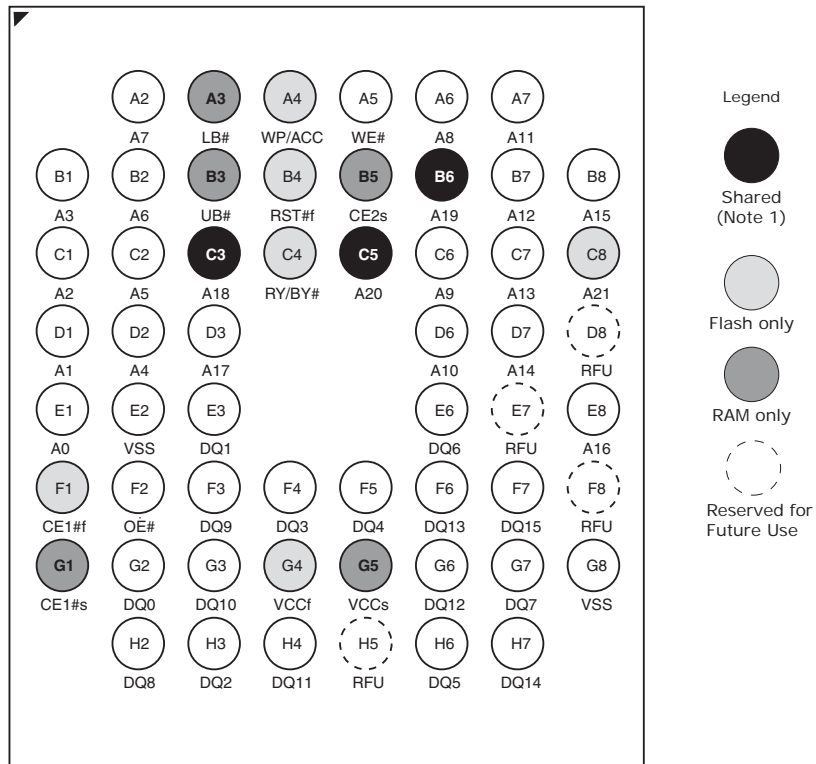 A2 A3 A4 A5 A6 A7
A7 LB# WP/ACC WE# A8 A11
B1 B2 B3 B4 B5 B6 B7 B8
A3 A6 UB# RST#f CE2s A19 A12 A15
C1 C2 C3 C4 C5 C6 C7 C8
A2 A5 A18 RY/BY# A20 A9 A13 A21
D1 D2 D3 D6 D7 D8
A1 A4 A17 A10 A14 RFU
E1 E2 E3 E6 E7 E8
A0 VSS DQ1 DQ6 RFU A16
F1 F2 F3 F4 F5 F6 F7 F8
CE1#f OE# DQ9 DQ3 DQ4 DQ13 DQ15 RFU
G1 G2 G3 G4 G5 G6 G7 G8
CE1#s DQ0 DQ10 VCCf VCCs DQ12 DQ7 VSS
H2 H3 H4 H5 H6 H7
DQ8 DQ2 DQ11 RFU DQ5 DQ14
Legend
Shared
(Note 1)
Flash only
RAM only
Reserved for
Future Use